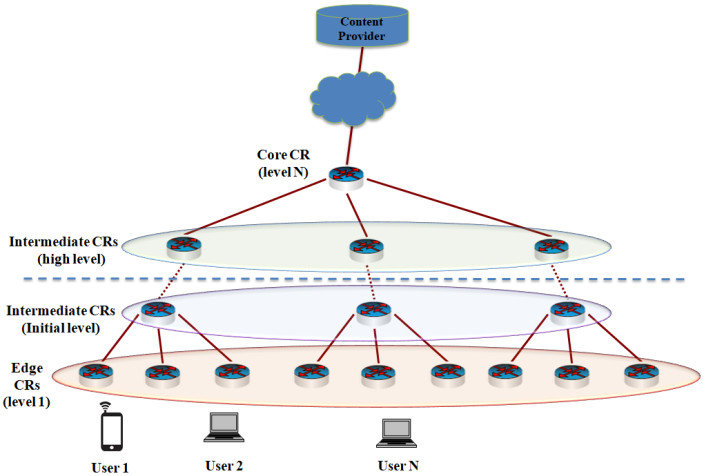 Content
Provider
Core CR
(level N)
Intermediate CRs
(high level)
Intermediate CRs
(Initial level)
Edge
CRs
(level 1)
User 1
User 2
User N